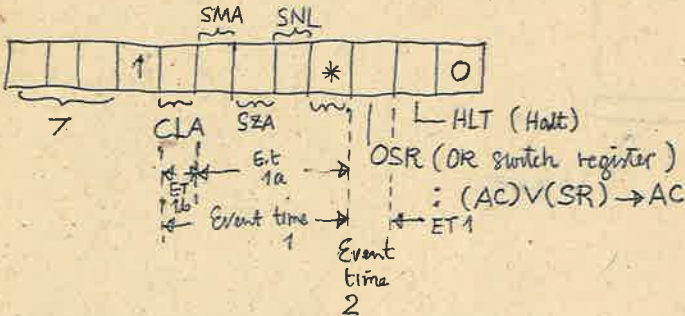 SMA SNL
1 * 0
7 CLA SZA HLT (Halt)
OSR (OR switch register)
: (AC)V(SR) → AC
ET 1b E.t 1a
Event time 1 ET 1
Event time 2